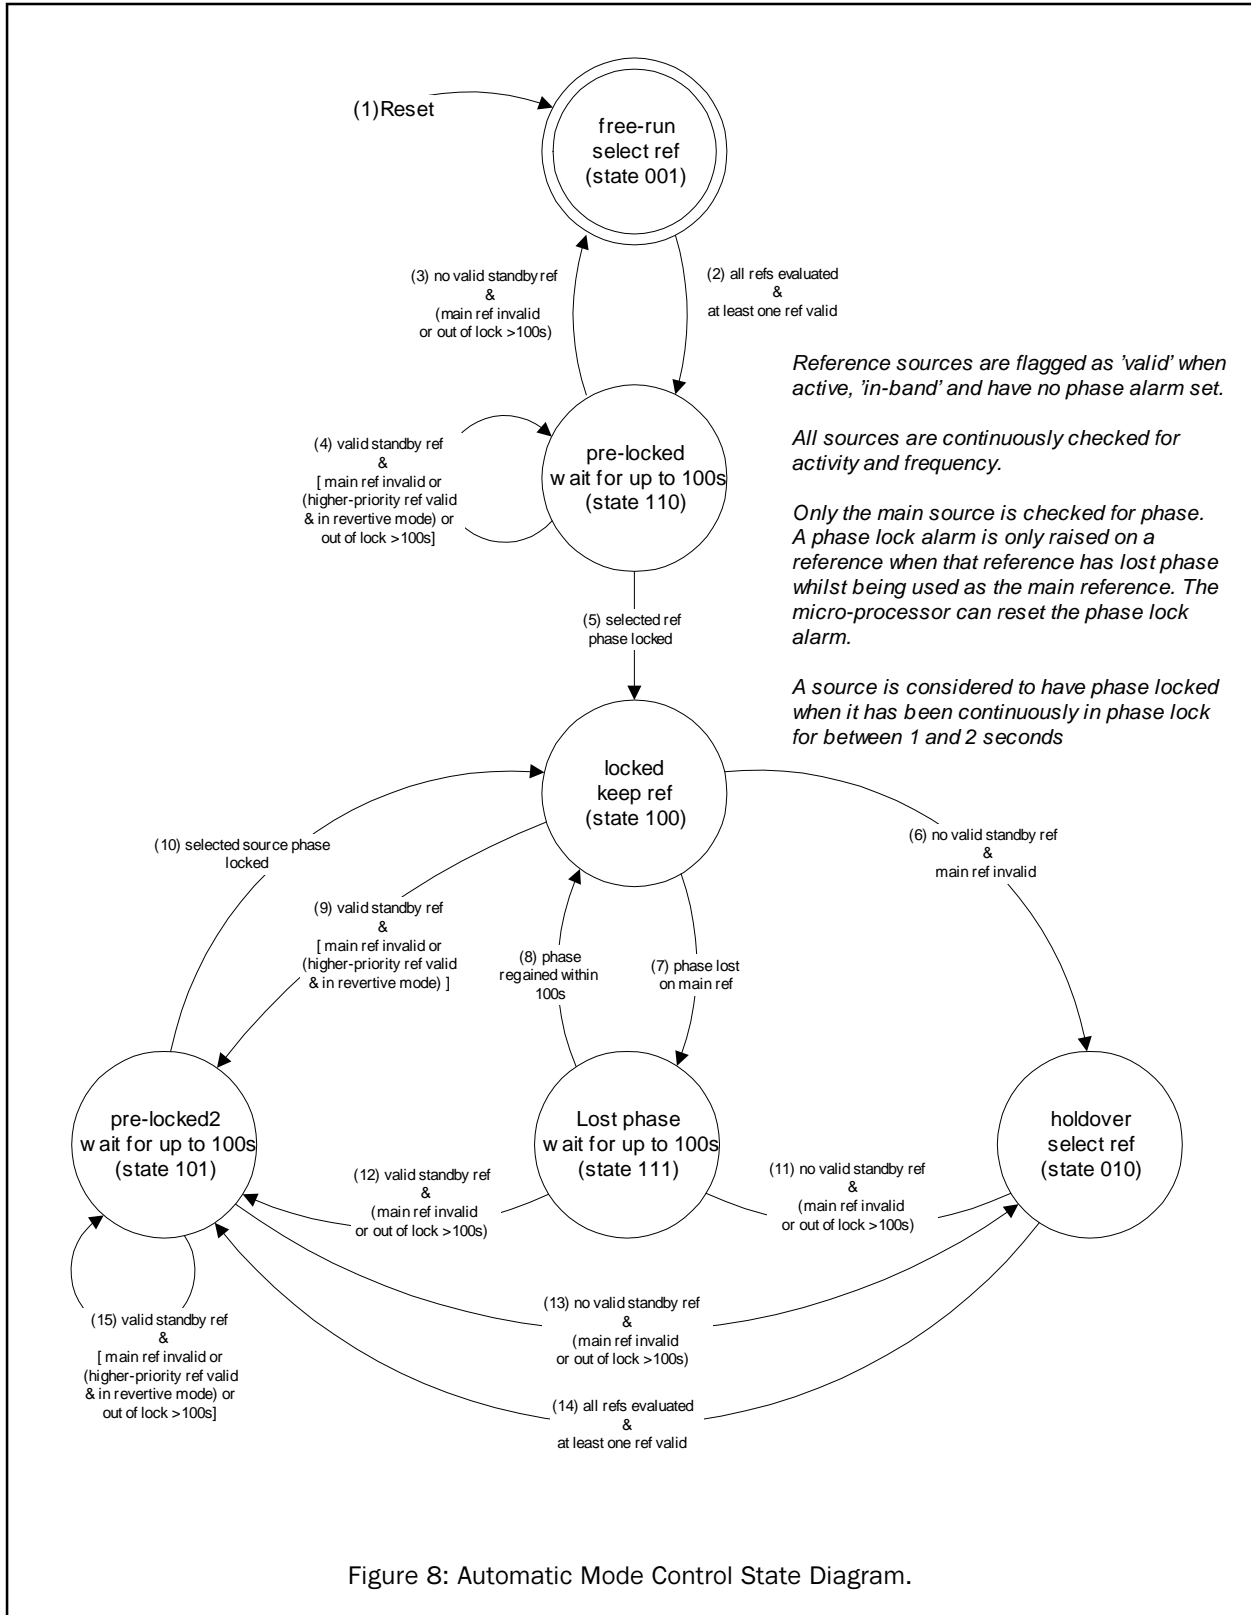 (1)Reset
free-run
select ref
(state 001)
(3) no valid standby ref
&
(main ref invalid
or out of lock >100s)
(2) all refs evaluated
&
at least one ref valid
Reference sources are flagged as 'valid' when
active, 'in-band' and have no phase alarm set.
All sources are continuously checked for
activity and frequency.
Only the main source is checked for phase.
A phase lock alarm is only raised on a
reference when that reference has lost phase
whilst being used as the main reference. The
micro-processor can reset the phase lock
alarm.
A source is considered to have phase locked
when it has been continuously in phase lock
for between 1 and 2 seconds
(4) valid standby ref
&
[ main ref invalid or
(higher-priority ref valid
& in revertive mode) or
out of lock >100s]
pre-locked
wait for up to 100s
(state 110)
(5) selected ref
phase locked
locked
keep ref
(state 100)
(10) selected source phase
locked
(6) no valid standby ref
&
main ref invalid
(9) valid standby ref
&
[ main ref invalid or
(higher-priority ref valid
& in revertive mode) ]
(8) phase
regained within
100s
(7) phase lost
on main ref
pre-locked2
wait for up to 100s
(state 101)
Lost phase
wait for up to 100s
(state 111)
holdover
select ref
(state 010)
(12) valid standby ref
&
(main ref invalid
or out of lock >100s)
(11) no valid standby ref
&
(main ref invalid
or out of lock >100s)
(15) valid standby ref
&
[ main ref invalid or
(higher-priority ref valid
& in revertive mode) or
out of lock >100s]
(13) no valid standby ref
&
(main ref invalid
or out of lock >100s)
(14) all refs evaluated
&
at least one ref valid
Figure 8: Automatic Mode Control State Diagram.